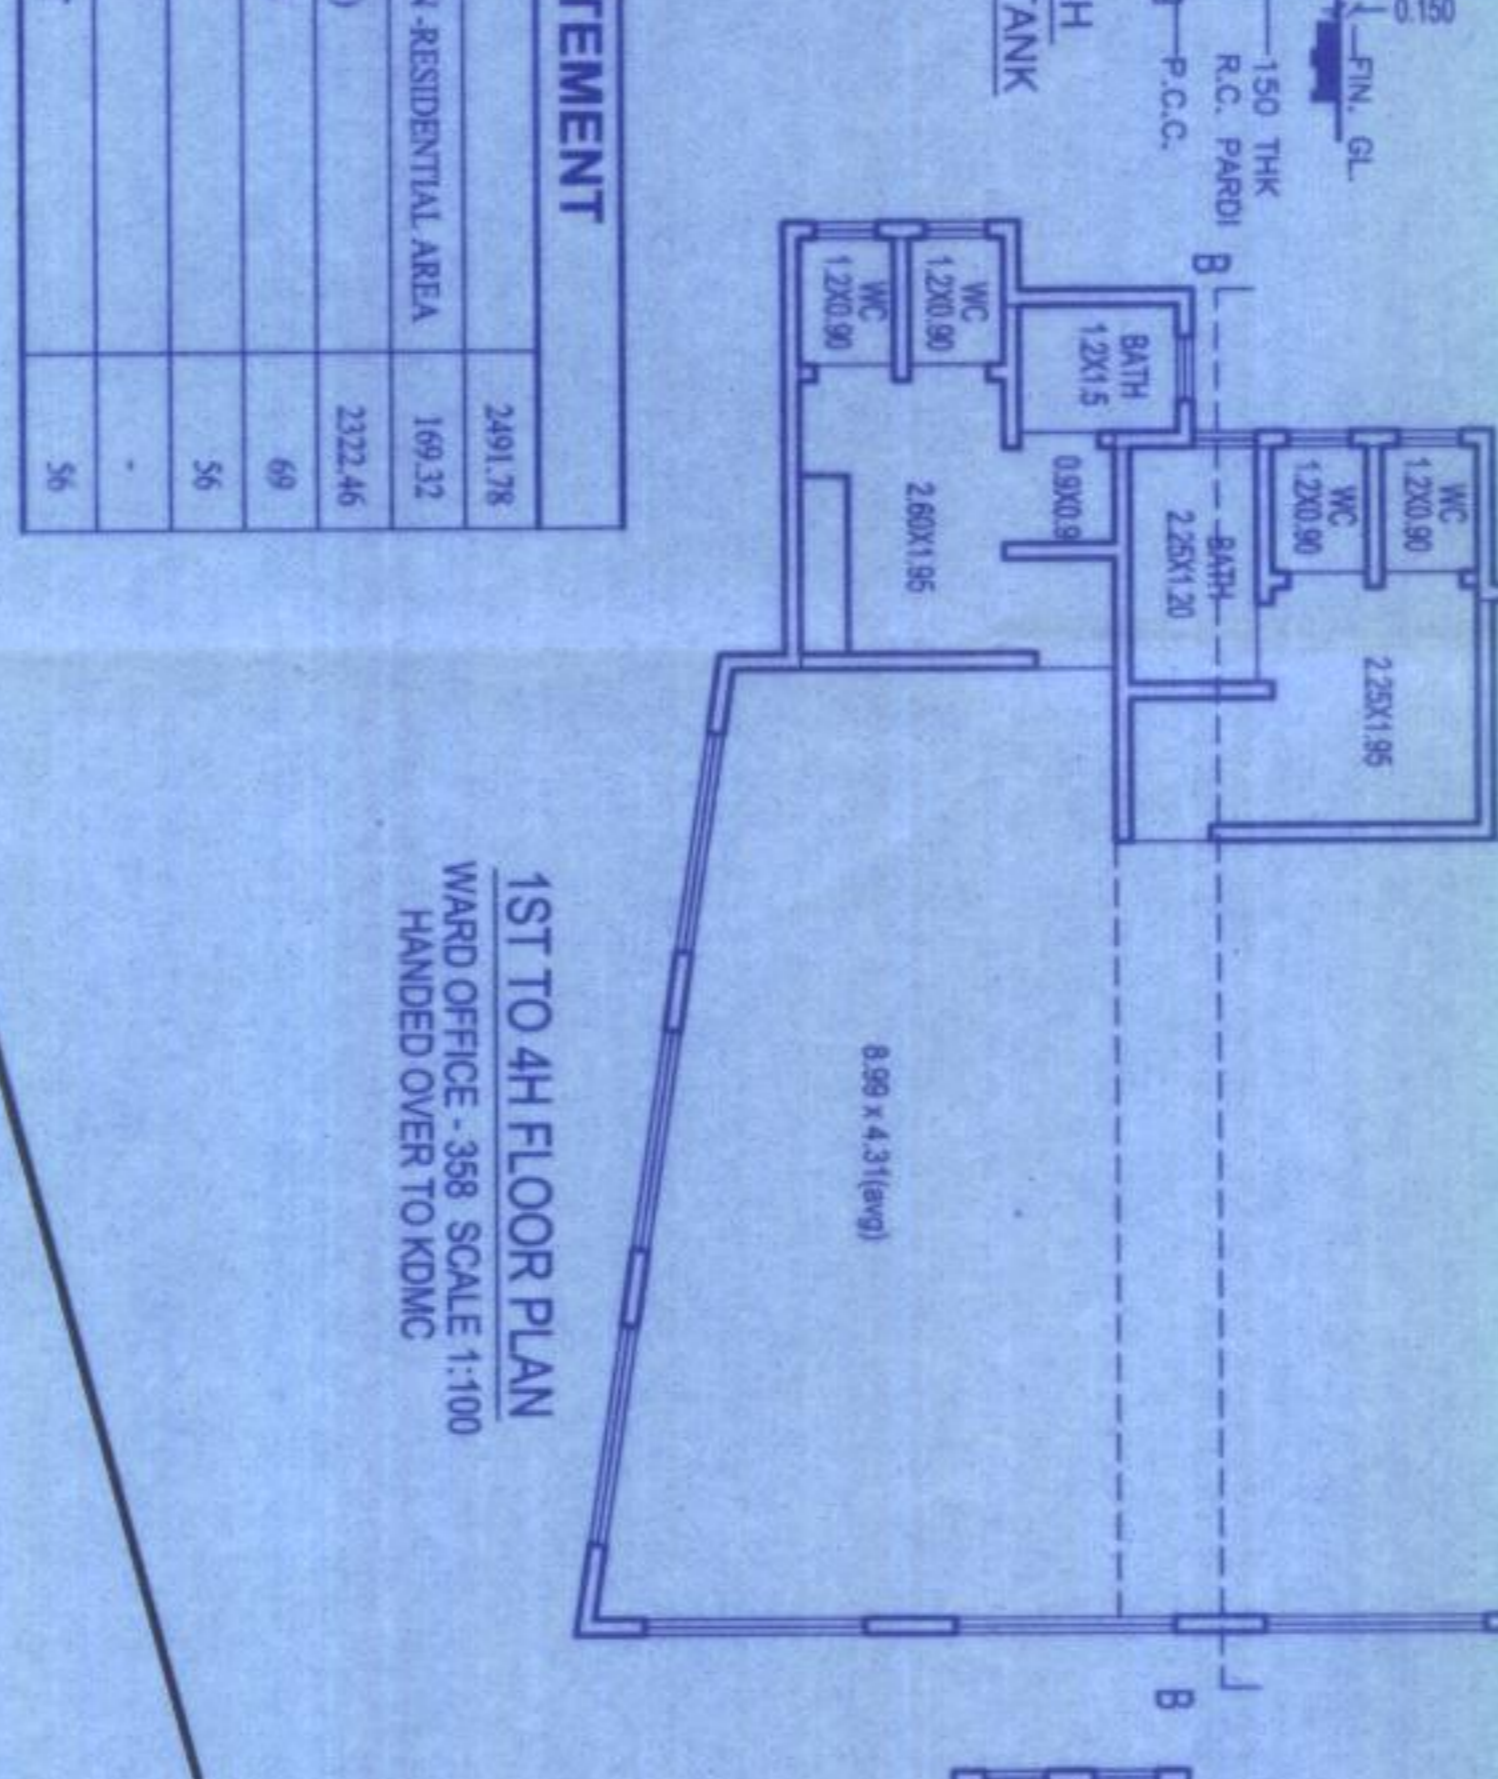 0.150
FIN. GL.
150 THK
R.C. PARDI
P.C.C.
H
TANK
TEMENT
2491.78
N -RESIDENTIAL AREA 169.32
) 2322.46
69
56
-
56
B
WC
1.2X0.90
WC
1.2X0.90
2.25X1.95
BATH
2.25X1.20
BATH
1.2X1.5
0.9X0.9
WC
1.2X0.90
WC
1.2X0.90
2.60X1.95
8.99 x 4.31(avg)
B
1ST TO 4H FLOOR PLAN
WARD OFFICE - 358 SCALE 1:100
HANDED OVER TO KDMC